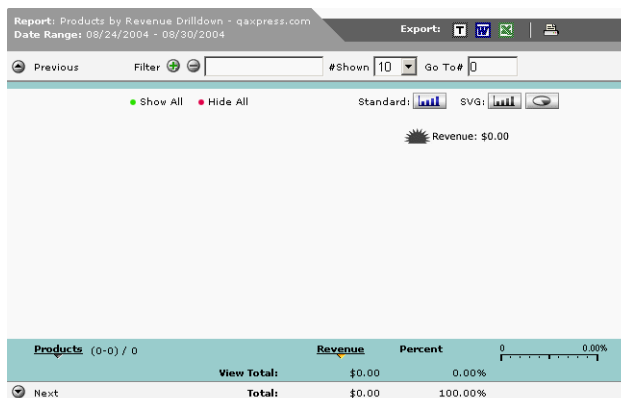 Report: Products by Revenue Drilldown - qaxpress.com
Date Range: 08/24/2004 - 08/30/2004
Export: T W X
Previous Filter #Shown 10 Go To# 0
Show All Hide All Standard: SVG:
Revenue: $0.00
Products (0-0) / 0 Revenue Percent 0 0.00%
View Total: $0.00 0.00%
Next Total: $0.00 100.00%